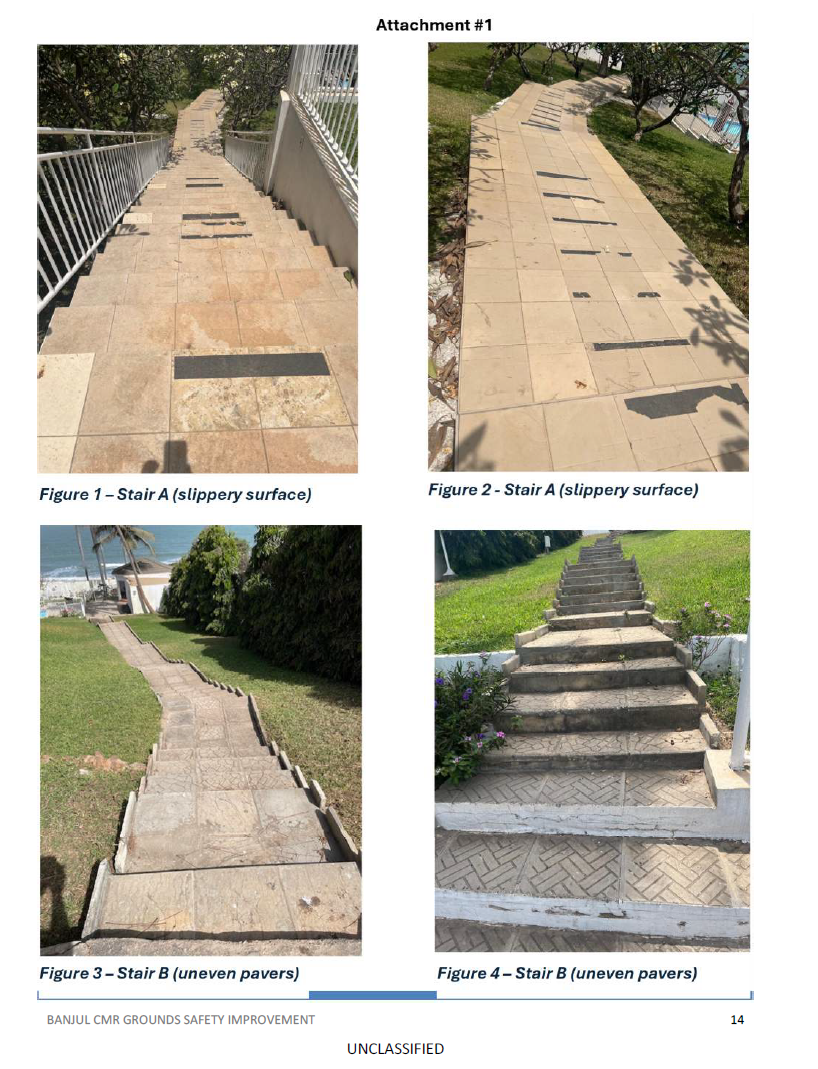 Attachment #1
Figure 1 – Stair A (slippery surface)
Figure 2 - Stair A (slippery surface)
Figure 3 – Stair B (uneven pavers)
Figure 4 – Stair B (uneven pavers)
BANJUL CMR GROUNDS SAFETY IMPROVEMENT
14
UNCLASSIFIED